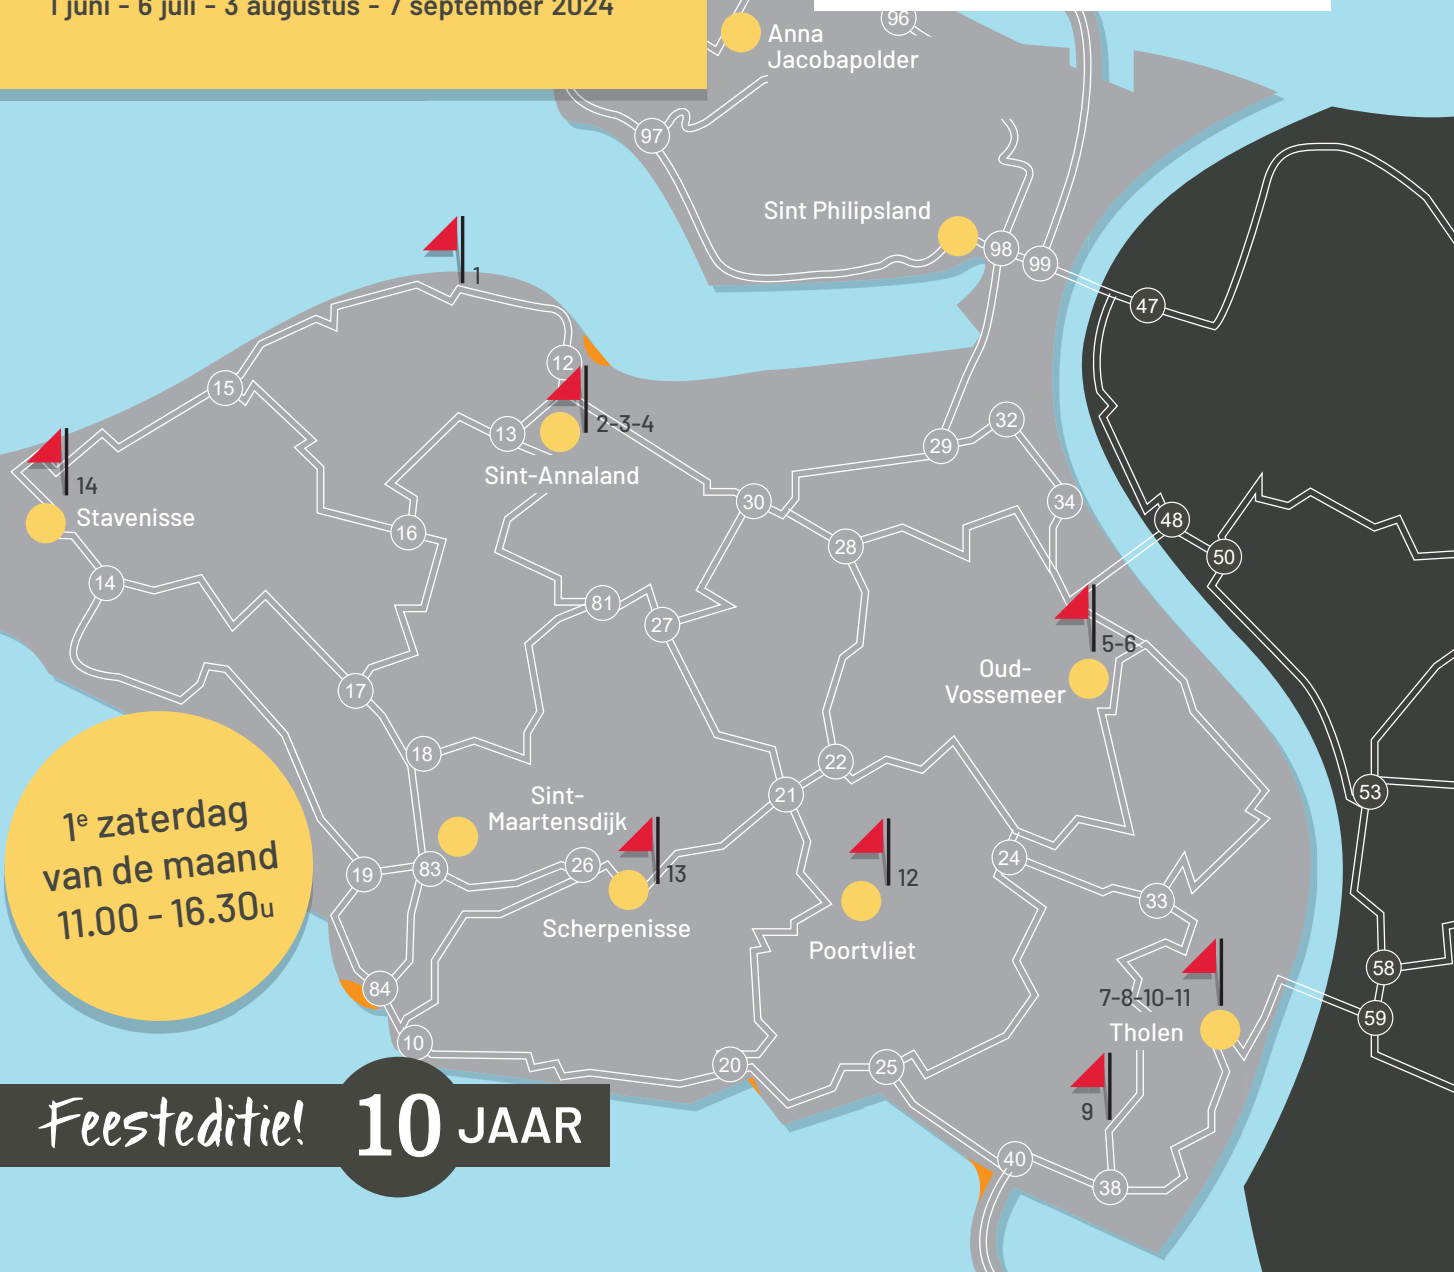 1 juni - 6 juli - 3 augustus - 7 september 2024
96
Anna
Jacobapolder
97
Sint Philipsland
98
99
47
1
12
15
2-3-4
13
32
29
Sint-Annaland
14
Stavenisse
30
34
16
48
28
50
14
81
27
5-6
Oud-
Vossemeer
17
18
22
21
53
Sint-
Maartensdijk
1e zaterdag
van de maand
11.00 - 16.30u
19
83
26
13
12
24
33
Scherpenisse
Poortvliet
58
84
7-8-10-11
59
Tholen
10
20
25
9
Feesteditie! 10 JAAR
40
38